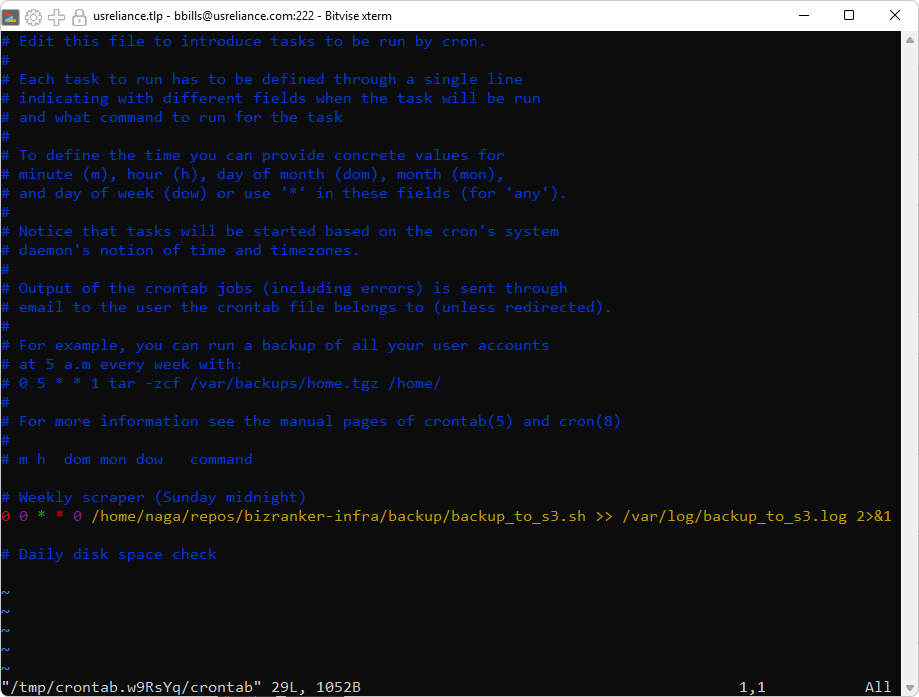 usreliance.tlp - bbills@usreliance.com:222 - Bitvise xterm
# Edit this file to introduce tasks to be run by cron.
#
# Each task to run has to be defined through a single line
# indicating with different fields when the task will be run
# and what command to run for the task
#
# To define the time you can provide concrete values for
# minute (m), hour (h), day of month (dom), month (mon),
# and day of week (dow) or use '*' in these fields (for 'any').
#
# Notice that tasks will be started based on the cron's system
# daemon's notion of time and timezones.
#
# Output of the crontab jobs (including errors) is sent through
# email to the user the crontab file belongs to (unless redirected).
#
# For example, you can run a backup of all your user accounts
# at 5 a.m every week with:
# 0 5 * * 1 tar -zcf /var/backups/home.tgz /home/
#
# For more information see the manual pages of crontab(5) and cron(8)
#
# m h  dom mon dow   command

# Weekly scraper (Sunday midnight)
0 0 * * 0 /home/naga/repos/bizranker-infra/backup/backup_to_s3.sh >> /var/log/backup_to_s3.log 2>&1

# Daily disk space check

~
~
~
~
~
"/tmp/crontab.w9RsYq/crontab" 29L, 1052B 1,1 All